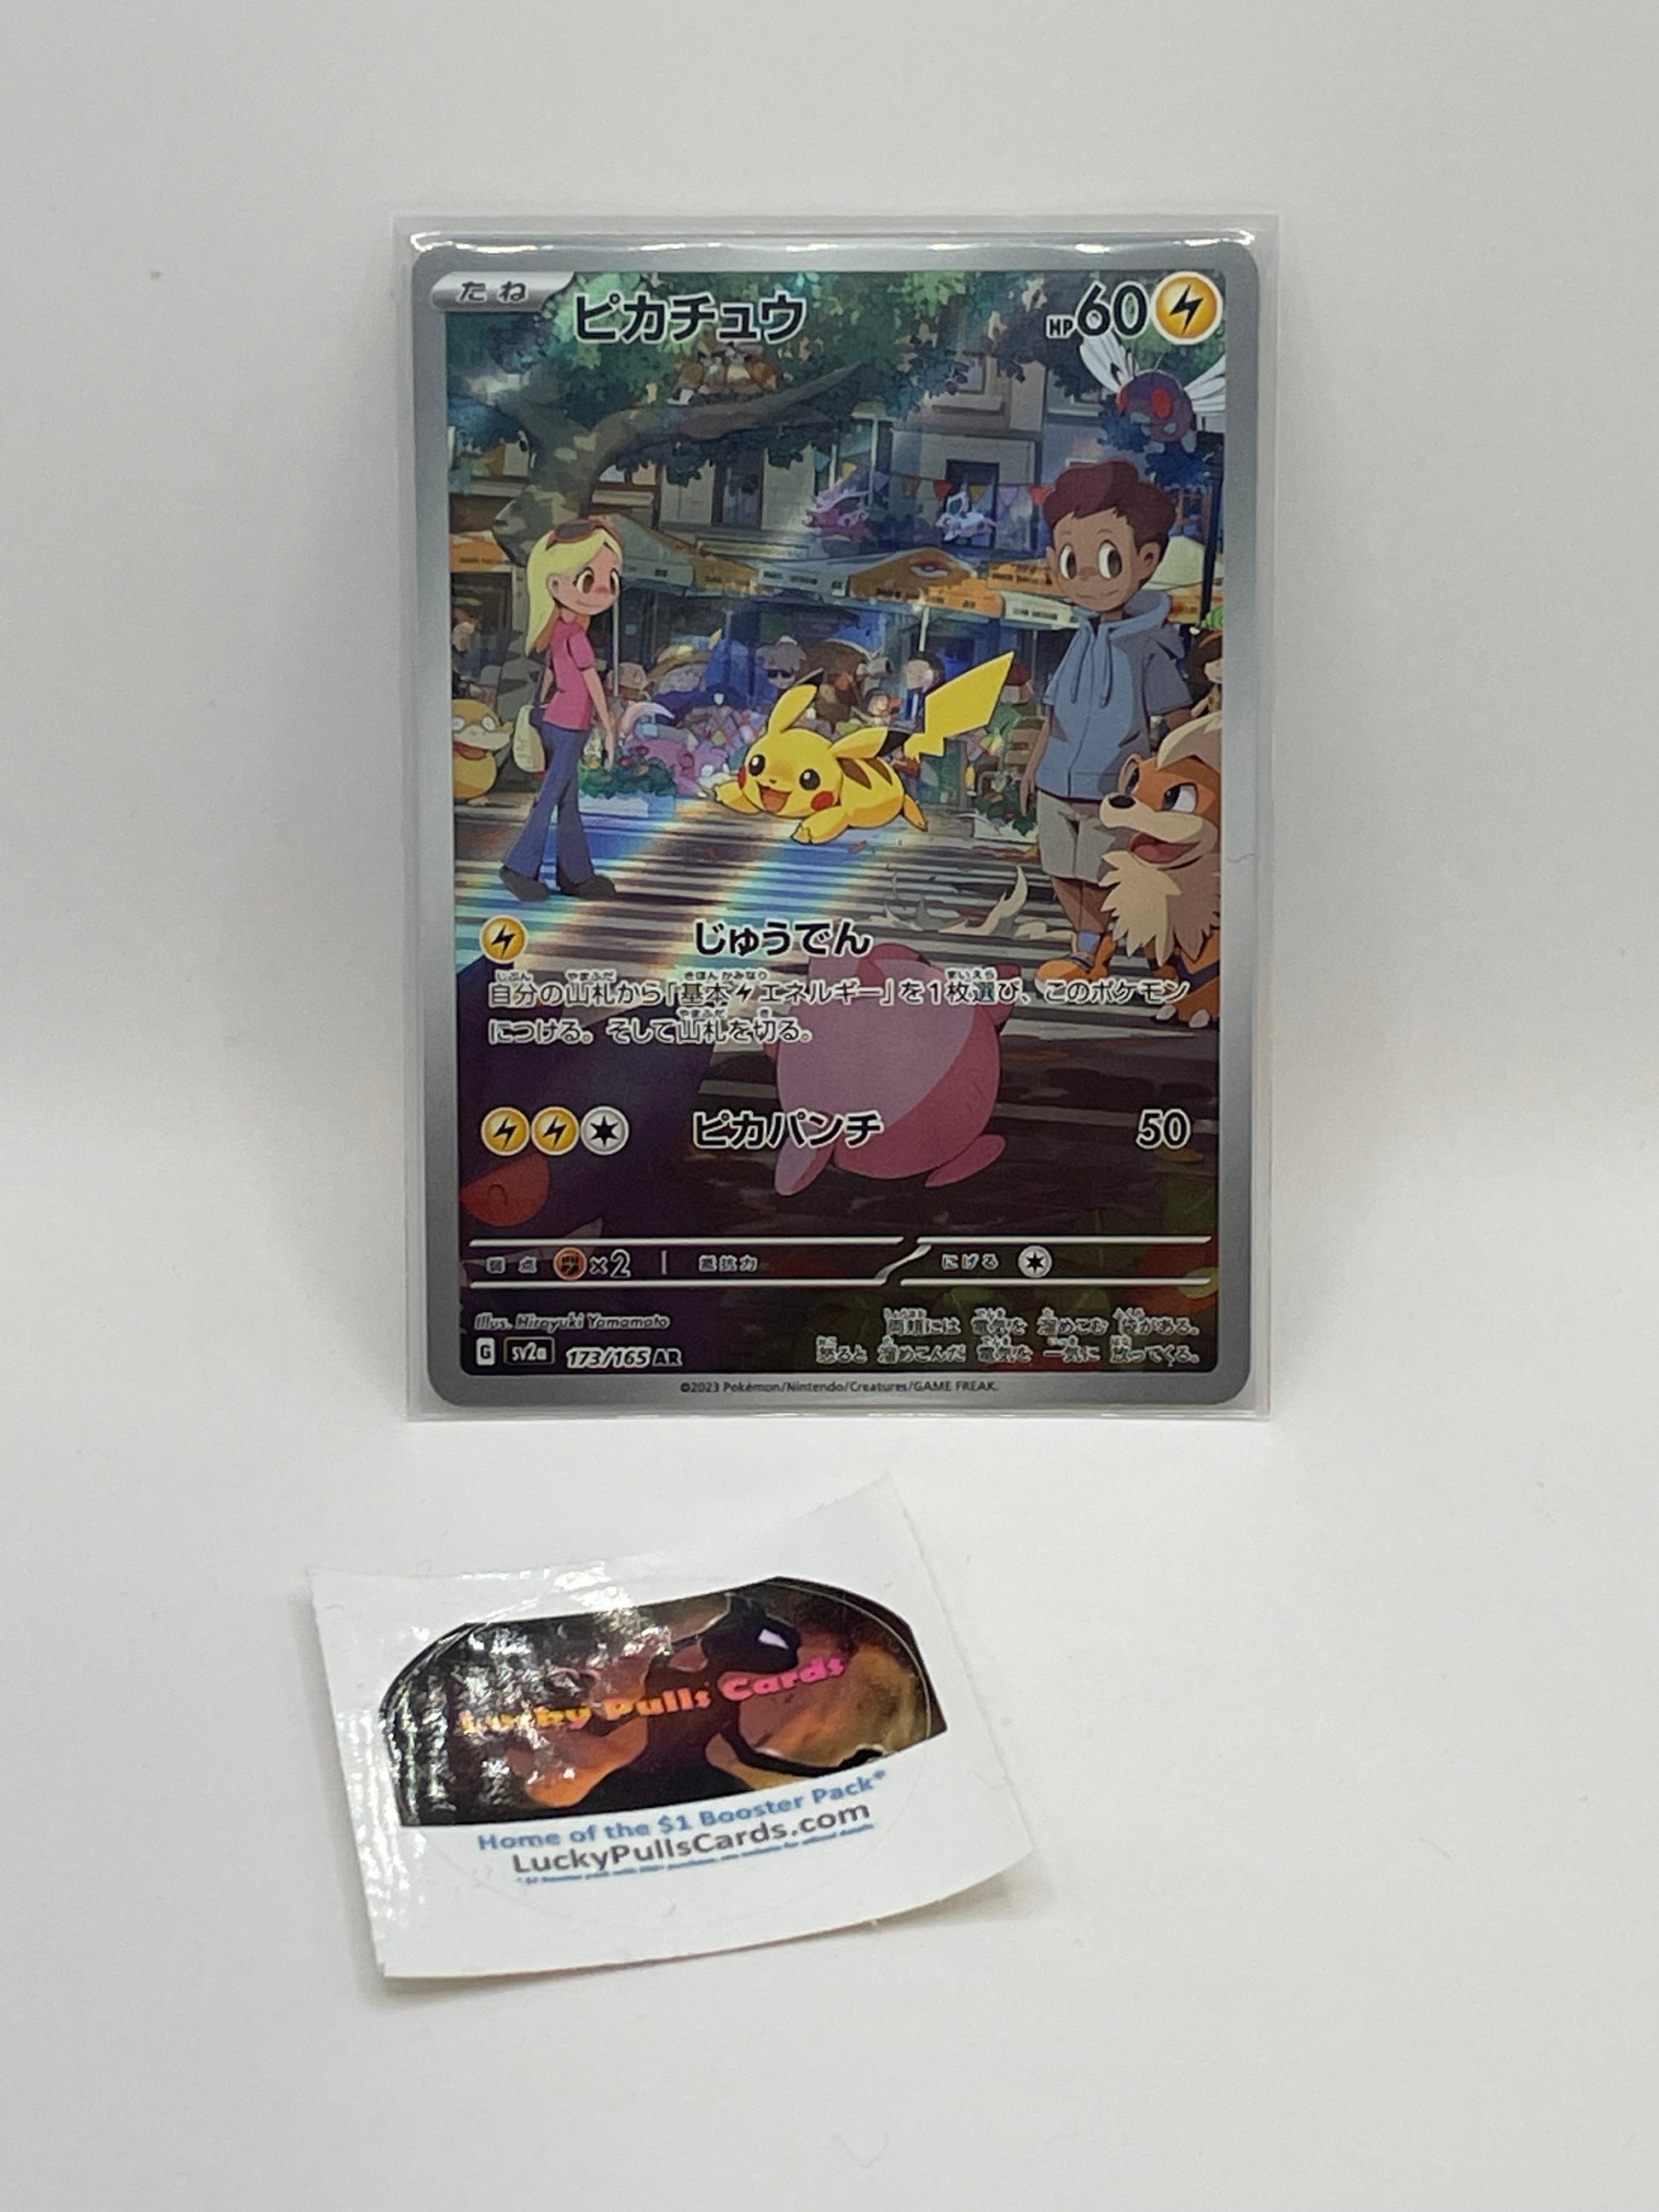 たね ピカチュウ HP60
じゅうでん
自分の山札から「基本エネルギー」を1枚選び、このポケモン
につける。そして山札を切る。
ピカパンチ 50
弱点 ×2 抵抗力 にげる
Illus. Hiroyuki Yamamoto
両頬には 電気を 溜めこむ 袋がある。
怒ると 溜めこんだ 電気を 一気に 放ってくる。
G sv2a 173/165 AR
©2023 Pokémon/Nintendo/Creatures/GAME FREAK.
Lucky Pulls Cards
Home of the $1 Booster Pack*
LuckyPullsCards.com